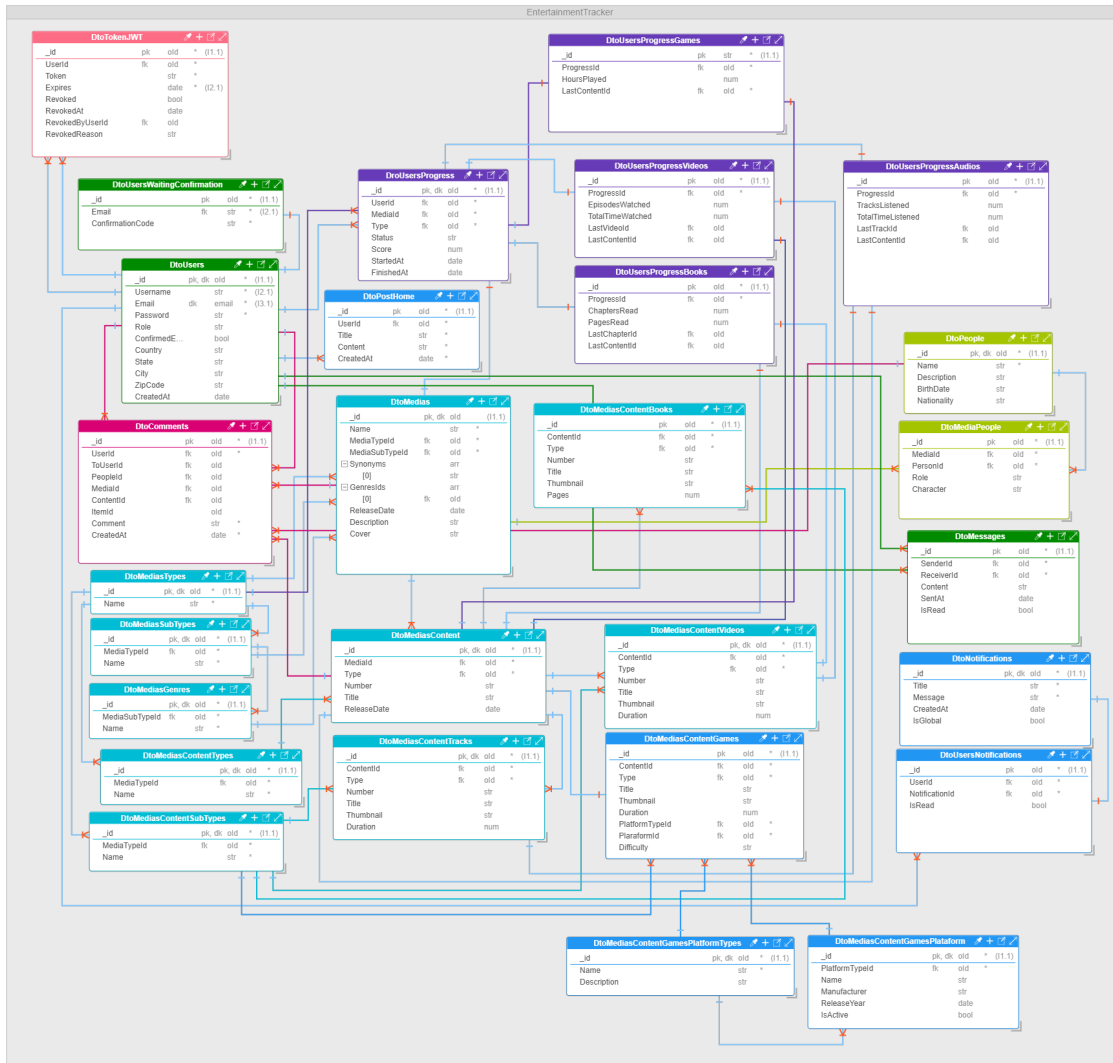 EntertainmentTracker
DtoTokenJWT
_id pk oId * (I1.1)
UserId fk oId *
Token str *
Expires date * (I2.1)
Revoked bool
RevokedAt date
RevokedByUserId fk oId
RevokedReason str
DtoUsersProgressGames
_id pk str * (I1.1)
ProgressId fk oId *
HoursPlayed num
LastContentId fk oId *
DtoUsersWaitingConfirmation
_id pk oId * (I1.1)
Email fk str * (I2.1)
ConfirmationCode str *
DroUsersProgress
_id pk, dk oId * (I1.1)
UserId fk oId *
MediaId fk oId *
Type fk oId *
Status str
Score num
StartedAt date
FinishedAt date
DtoUsersProgressVideos
_id pk oId * (I1.1)
ProgressId fk oId *
EpisodesWatched num
TotalTimeWatched num
LastVideoId fk oId
LastContentId fk oId
DtoUsersProgressAudios
_id pk oId * (I1.1)
ProgressId fk oId *
TracksListened num
TotalTimeListened num
LastTrackId fk oId
LastContentId fk oId
DtoUsers
_id pk, dk oId * (I1.1)
Username str * (I2.1)
Email dk email * (I3.1)
Password str *
Role str
ConfirmedE... bool
Country str
State str
City str
ZipCode str
CreatedAt date
DtoPostHome
_id pk oId * (I1.1)
UserId fk oId *
Title str *
Content str *
CreatedAt date *
DtoUsersProgressBooks
_id pk oId * (I1.1)
ProgressId fk oId *
ChaptersRead num
PagesRead num
LastChapterId fk oId
LastContentId fk oId
DtoPeople
_id pk, dk oId * (I1.1)
Name str *
Description str
BirthDate str
Nationality str
DtoComments
_id pk oId * (I1.1)
UserId fk oId *
ToUserId fk oId
PeopleId fk oId
MediaId fk oId
ContentId fk oId
ItemId oId
Comment str *
CreatedAt date *
DtoMedias
_id pk, dk oId (I1.1)
Name str *
MediaTypeId fk oId *
MediaSubTypeId fk oId *
Synonyms arr
[0] str
GenresIds arr
[0] fk oId
ReleaseDate date
Description str
Cover str
DtoMediasContentBooks
_id pk, dk oId * (I1.1)
ContentId fk oId *
Type fk oId *
Number str
Title str
Thumbnail str
Pages num
DtoMediaPeople
_id pk oId * (I1.1)
MediaId fk oId *
PersonId fk oId *
Role str
Character str
DtoMessages
_id pk oId * (I1.1)
SenderId fk oId *
ReceiverId fk oId *
Content str
SentAt date
IsRead bool
DtoMediasTypes
_id pk, dk oId * (I1.1)
Name str *
DtoMediasSubTypes
_id pk, dk oId * (I1.1)
MediaTypeId fk oId *
Name str *
DtoMediasGenres
_id pk, dk oId * (I1.1)
MediaSubTypeId fk oId *
Name str *
DtoMediasContent
_id pk, dk oId * (I1.1)
MediaId fk oId *
Type fk oId *
Number str
Title str
ReleaseDate date
DtoMediasContentVideos
_id pk, dk oId * (I1.1)
ContentId fk oId *
Type fk oId *
Number str
Title str
Thumbnail str
Duration num
DtoNotifications
_id pk, dk oId * (I1.1)
Title str *
Message str *
CreatedAt date
IsGlobal bool
DtoMediasContentTypes
_id pk, dk oId * (I1.1)
MediaTypeId fk oId *
Name str *
DtoMediasContentTracks
_id pk, dk oId * (I1.1)
ContentId fk oId *
Type fk oId *
Number str
Title str
Thumbnail str
Duration num
DtoMediasContentGames
_id pk oId * (I1.1)
ContentId fk oId *
Type fk oId *
Title str
Thumbnail str
Duration num
PlatformTypeId fk oId *
PlaraformId fk oId *
Difficulty str
DtoUsersNotifications
_id pk oId * (I1.1)
UserId fk oId *
NotificationId fk oId *
IsRead bool
DtoMediasContentSubTypes
_id pk, dk oId * (I1.1)
MediaTypeId fk oId *
Name str *
DtoMediasContentGamesPlatformTypes
_id pk, dk oId * (I1.1)
Name str *
Description str
DtoMediasContentGamesPlataform
_id pk, dk oId * (I1.1)
PlatformTypeId fk oId *
Name str
Manufacturer str
ReleaseYear date
IsActive bool